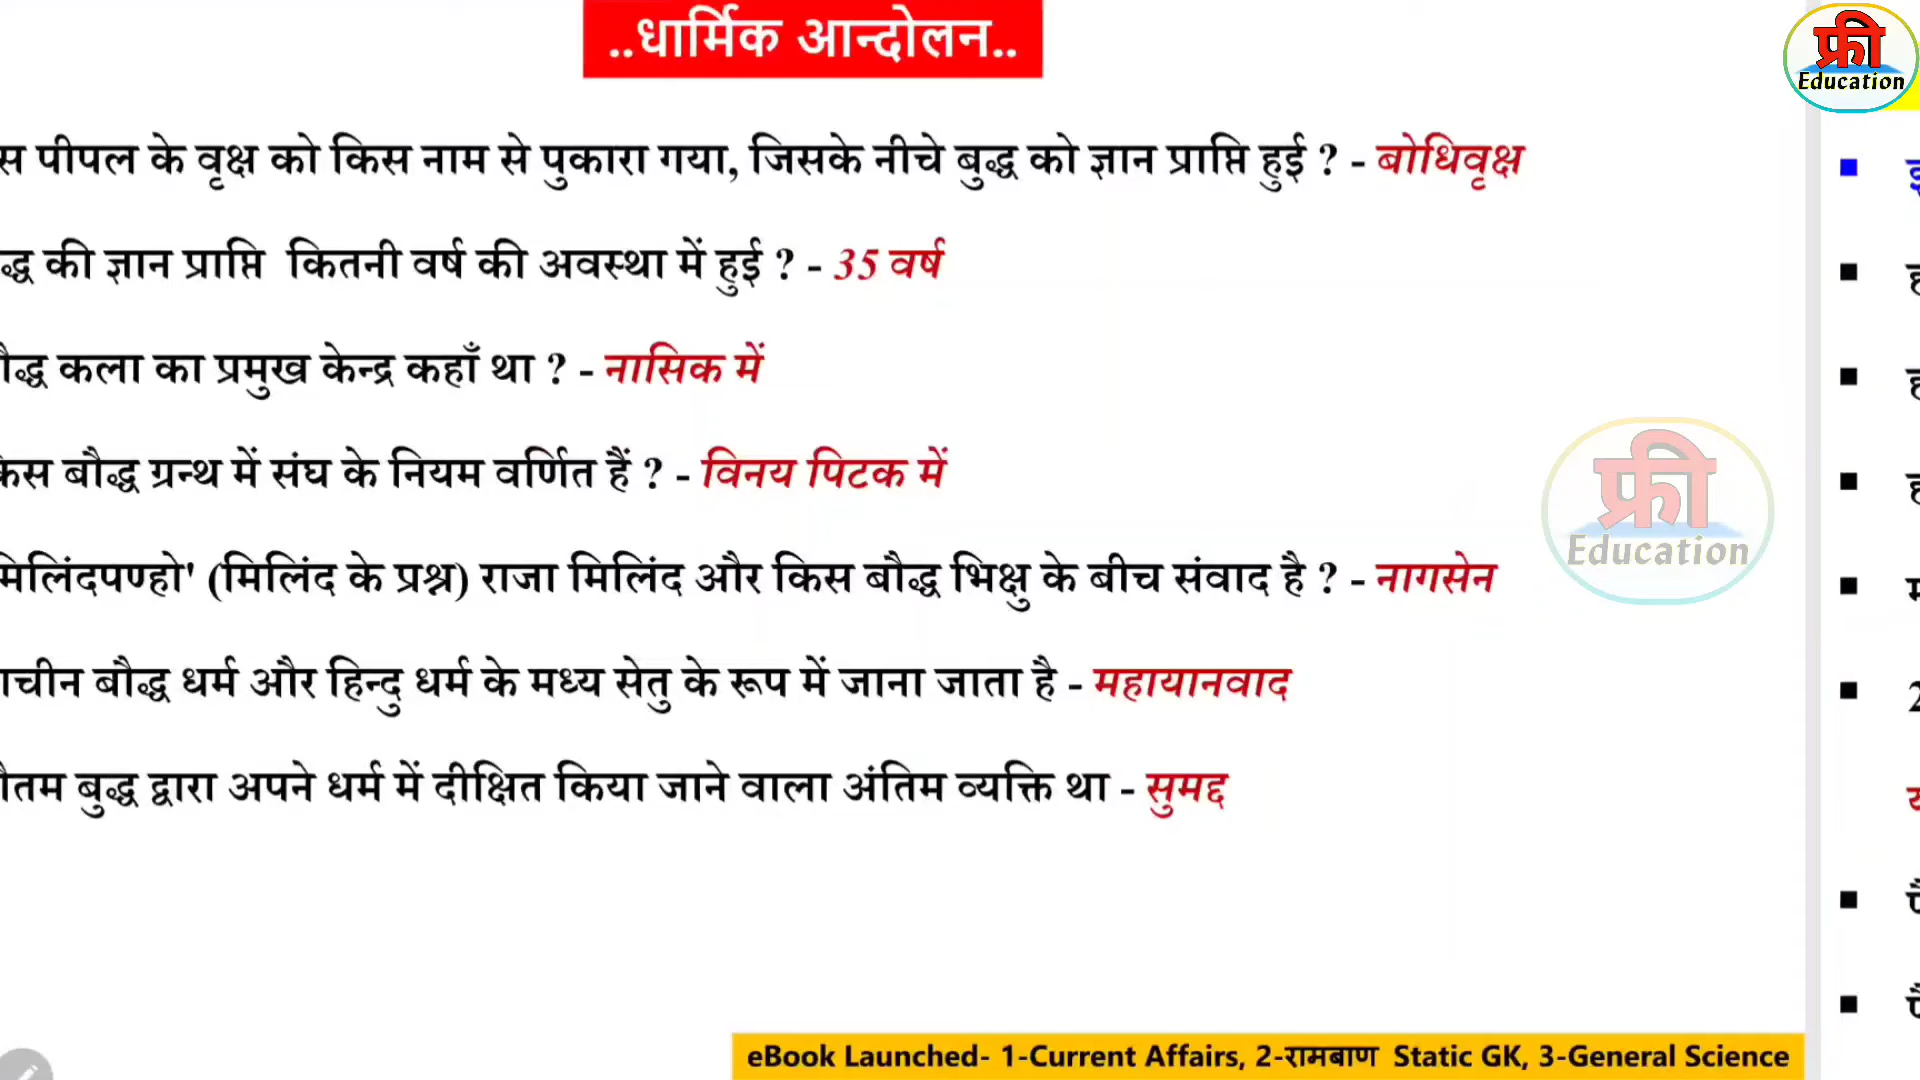 ..धार्मिक आन्दोलन..
फ्री
Education
स पीपल के वृक्ष को किस नाम से पुकारा गया, जिसके नीचे बुद्ध को ज्ञान प्राप्ति हुई ? - बोधिवृक्ष
द्ध की ज्ञान प्राप्ति कितनी वर्ष की अवस्था में हुई ? - 35 वर्ष
ौद्ध कला का प्रमुख केन्द्र कहाँ था ? - नासिक में
केस बौद्ध ग्रन्थ में संघ के नियम वर्णित हैं ? - विनय पिटक में
फ्री
Education
मिलिंदपण्हो' (मिलिंद के प्रश्न) राजा मिलिंद और किस बौद्ध भिक्षु के बीच संवाद है ? - नागसेन
ाचीन बौद्ध धर्म और हिन्दु धर्म के मध्य सेतु के रूप में जाना जाता है - महायानवाद
ौतम बुद्ध द्वारा अपने धर्म में दीक्षित किया जाने वाला अंतिम व्यक्ति था - सुमद्द
eBook Launched- 1-Current Affairs, 2-रामबाण Static GK, 3-General Science